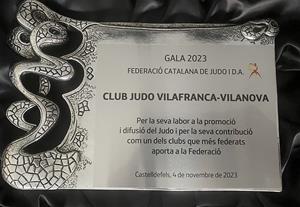 GALA 2023
FEDERACIÓ CATALANA DE JUDO I D.A.
CLUB JUDO VILAFRANCA-VILANOVA
Per la seva labor a la promoció
i difusió del Judo i per la seva contribució
com un dels clubs que més federats
aporta a la Federació
Castelldefels, 4 de novembre de 2023